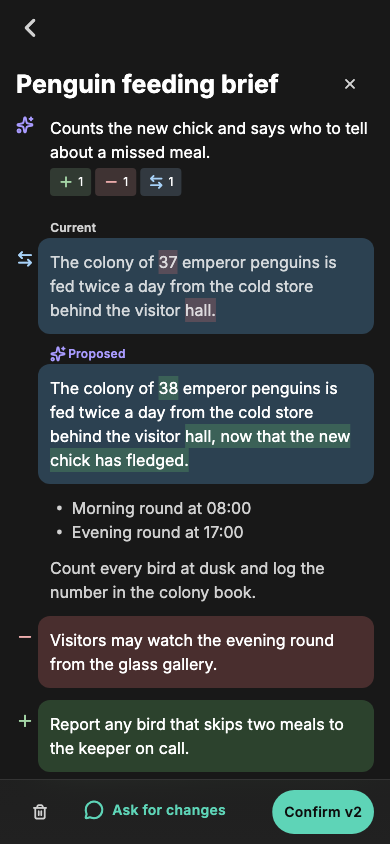 Penguin feeding brief
Counts the new chick and says who to tell
about a missed meal.
+ 1 − 1 1
Current
The colony of 37 emperor penguins is
fed twice a day from the cold store
behind the visitor hall.
Proposed
The colony of 38 emperor penguins is
fed twice a day from the cold store
behind the visitor hall, now that the new
chick has fledged.
• Morning round at 08:00
• Evening round at 17:00
Count every bird at dusk and log the
number in the colony book.
− Visitors may watch the evening round
from the glass gallery.
+ Report any bird that skips two meals to
the keeper on call.
Ask for changes
Confirm v2